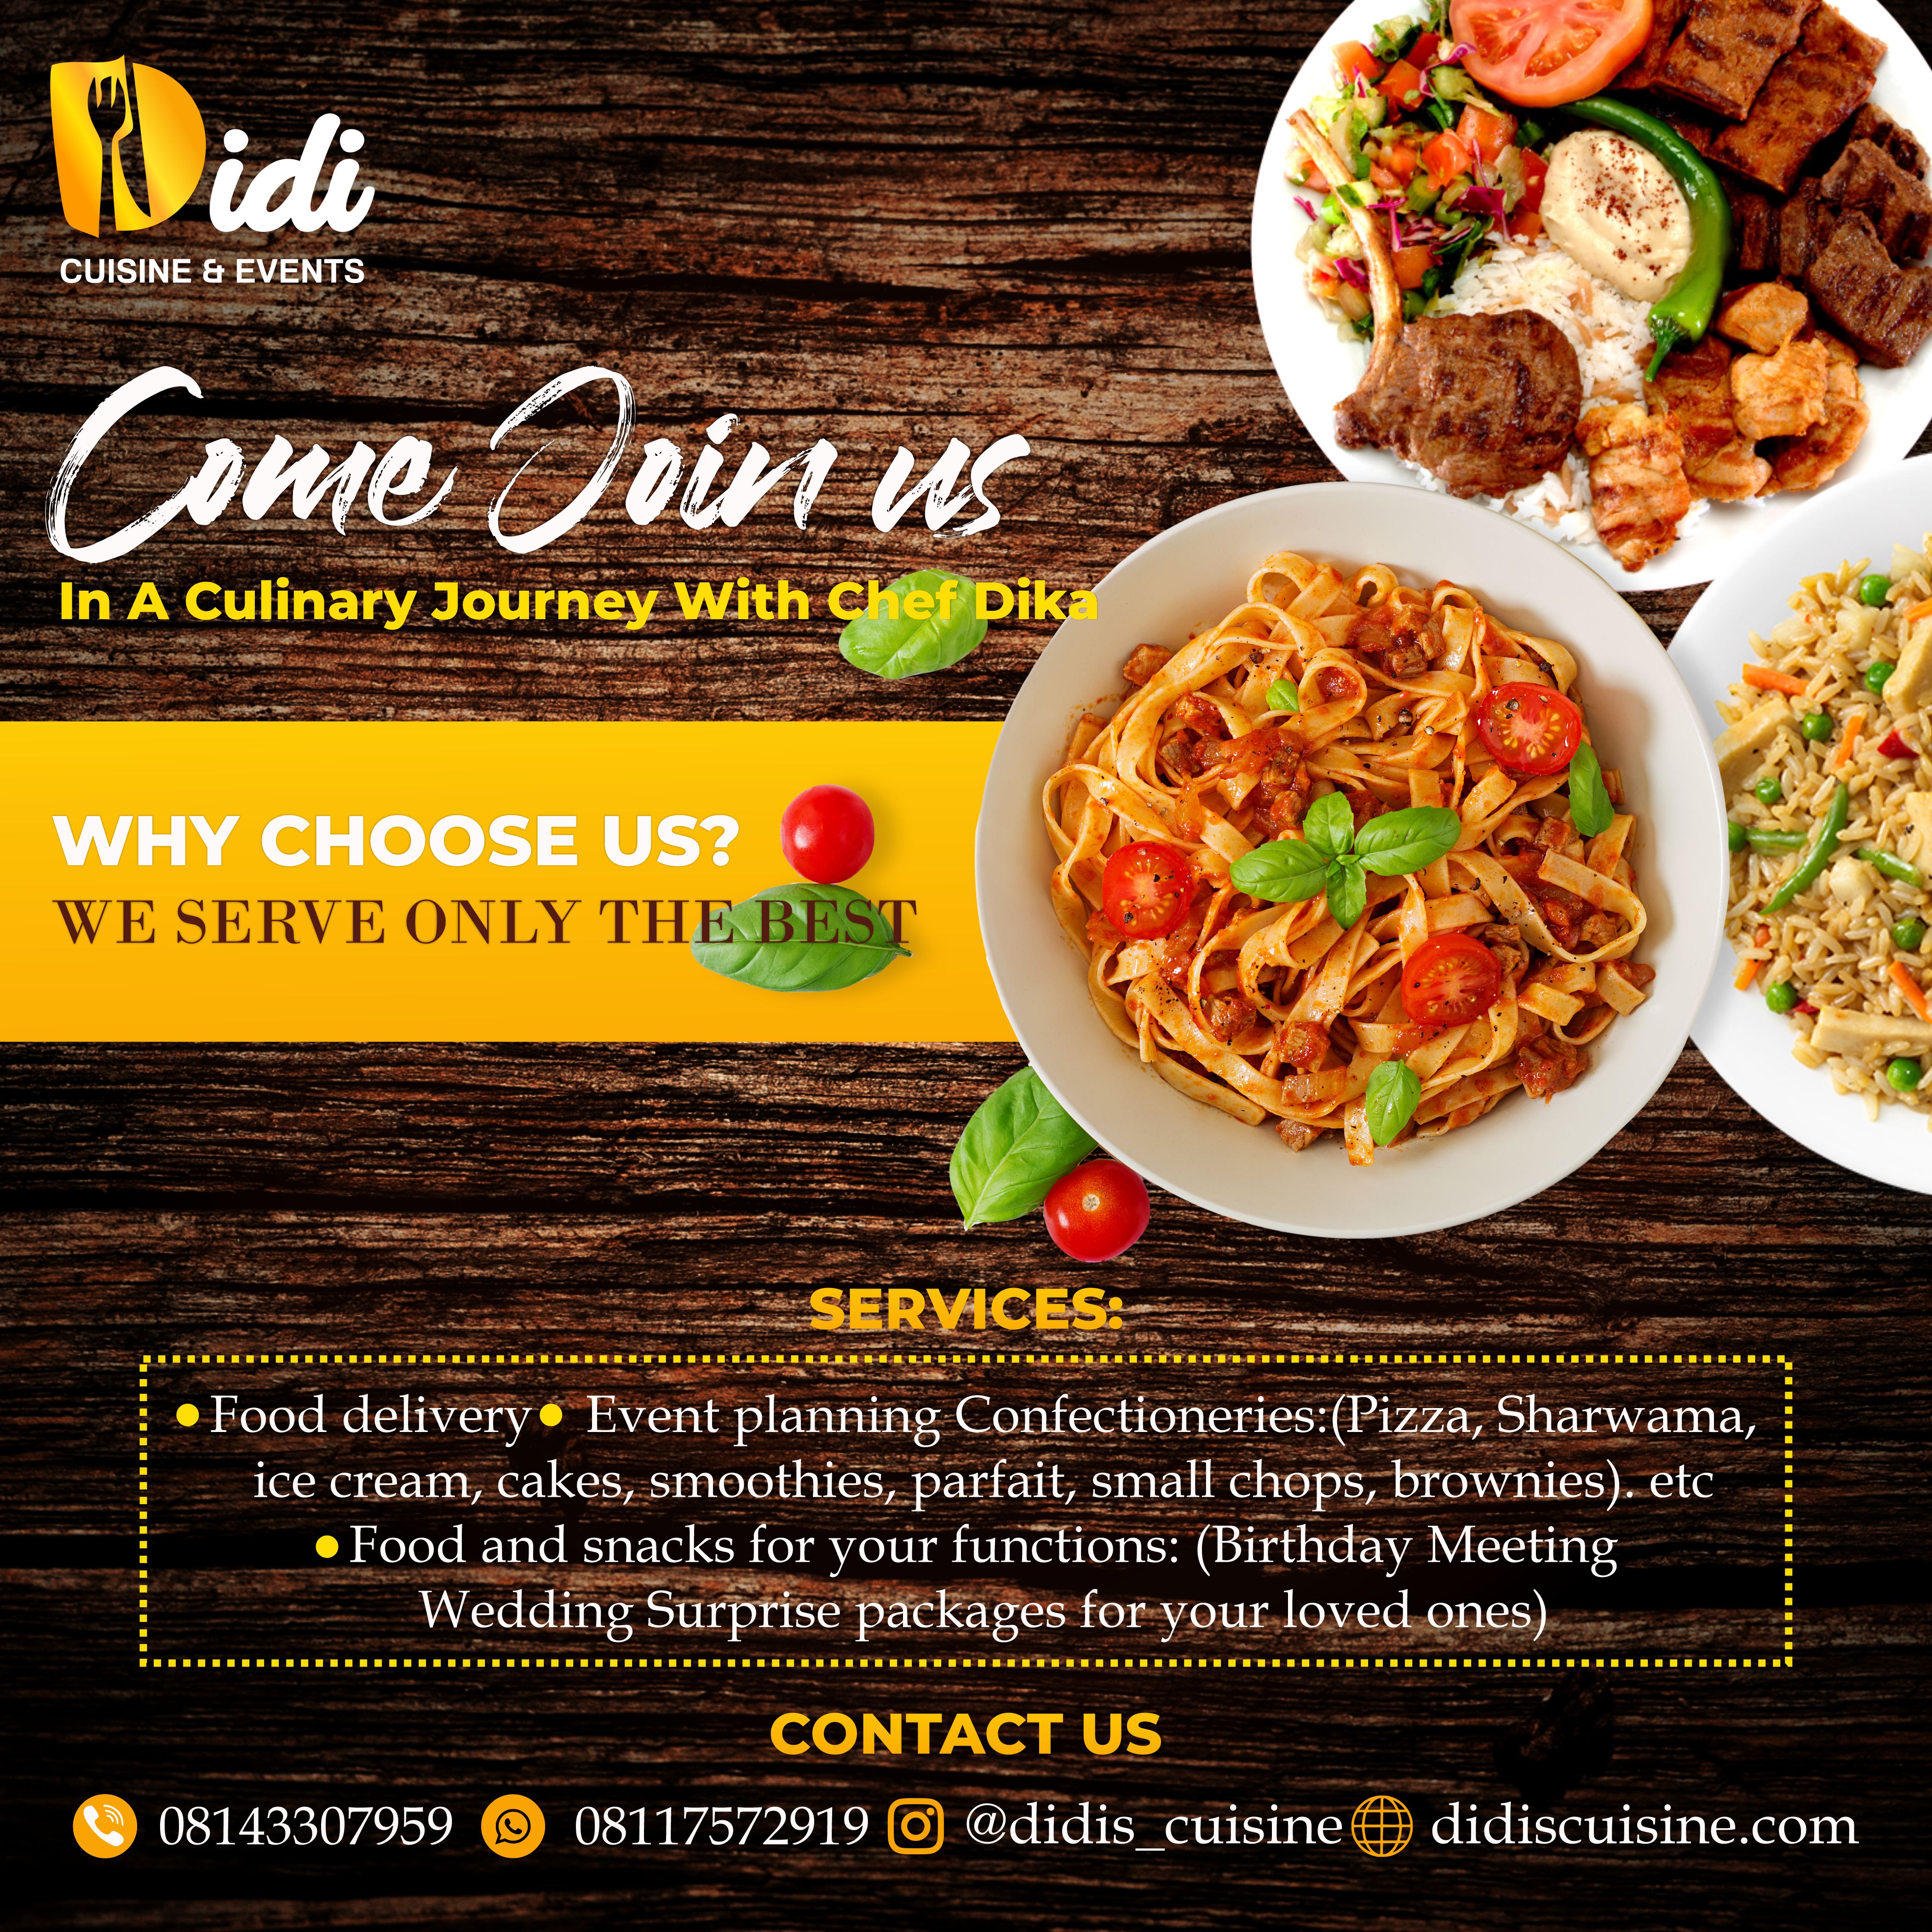 Didi
CUISINE & EVENTS
Come Join us
In A Culinary Journey With Chef Dika
WHY CHOOSE US?
WE SERVE ONLY THE BEST
SERVICES:
• Food delivery • Event planning Confectioneries:(Pizza, Sharwama,
ice cream, cakes, smoothies, parfait, small chops, brownies). etc
• Food and snacks for your functions: (Birthday Meeting
Wedding Surprise packages for your loved ones)
CONTACT US
08143307959 08117572919 @didis_cuisine didiscuisine.com